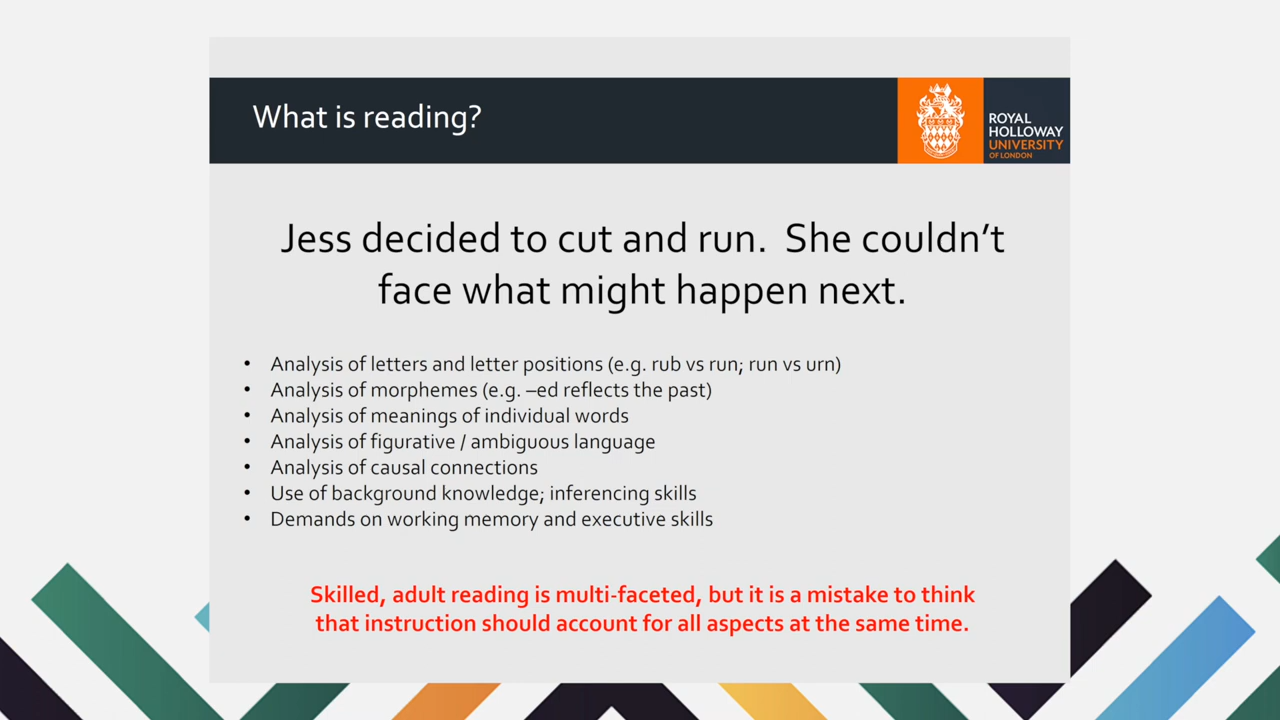 What is reading?
ROYAL
HOLLOWAY
UNIVERSITY
OF LONDON
Jess decided to cut and run.  She couldn’t
face what might happen next.
• Analysis of letters and letter positions (e.g. rub vs run; run vs urn)
• Analysis of morphemes (e.g. –ed reflects the past)
• Analysis of meanings of individual words
• Analysis of figurative / ambiguous language
• Analysis of causal connections
• Use of background knowledge; inferencing skills
• Demands on working memory and executive skills
Skilled, adult reading is multi-faceted, but it is a mistake to think
that instruction should account for all aspects at the same time.